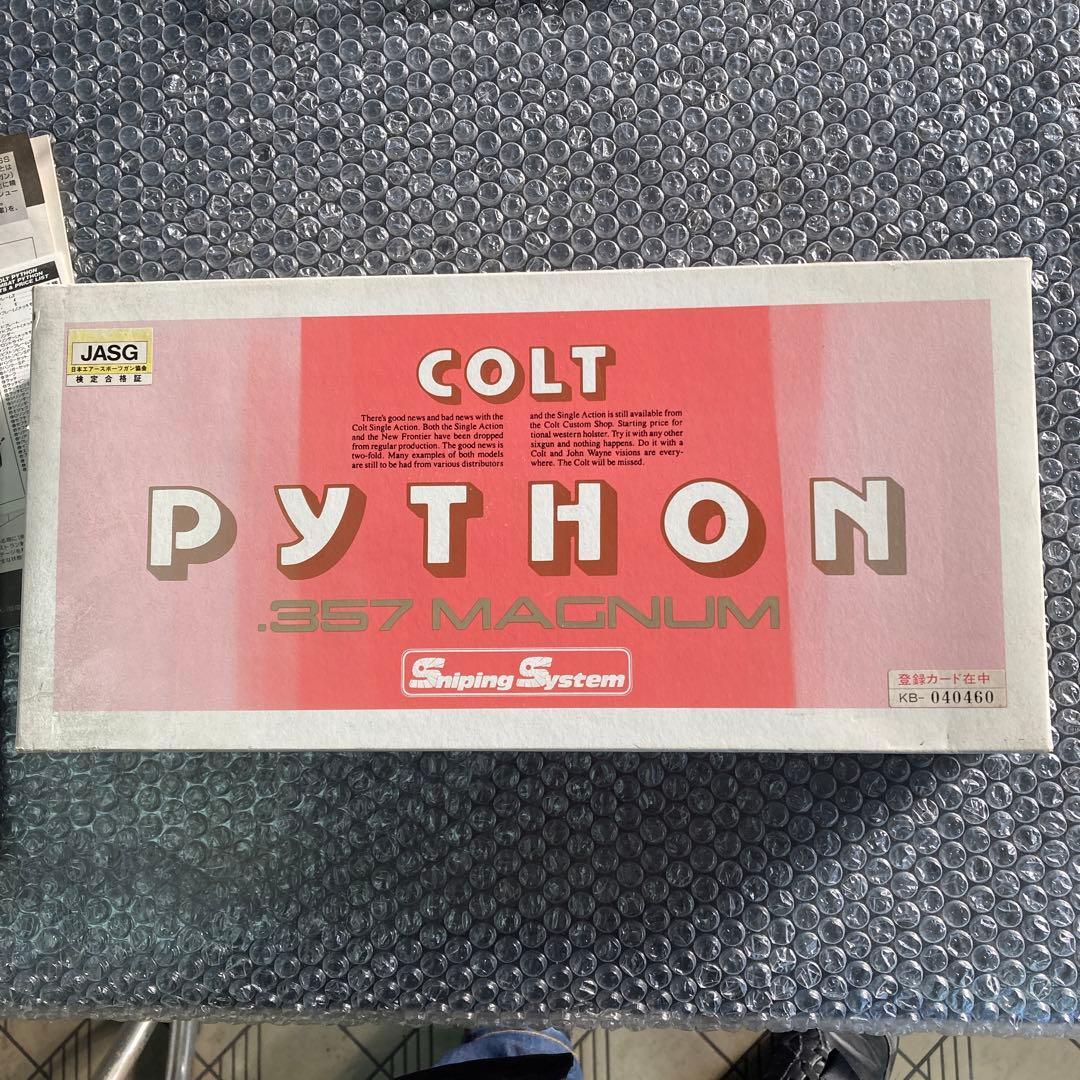 JASG
日本エアースポーツガン協会
検定合格証
COLT
There's good news and bad news with the
Colt Single Action. Both the Single Action
and the New Frontier have been dropped
from regular production. The good news is
two-fold. Many examples of both models
are still to be had from various distributors
and the Single Action is still available from
the Colt Custom Shop. Starting price for
tional western holster. Try it with any other
sixgun and nothing happens. Do it with a
Colt and John Wayne visions are every-
where. The Colt will be missed.
PYTHON
.357 MAGNUM
Sniping System
登録カード在中
KB- 040460